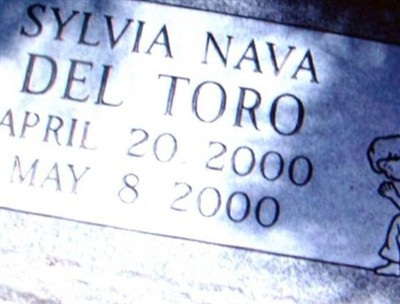 SYLVIA NAVA
DEL TORO
APRIL 20, 2000
MAY 8, 2000